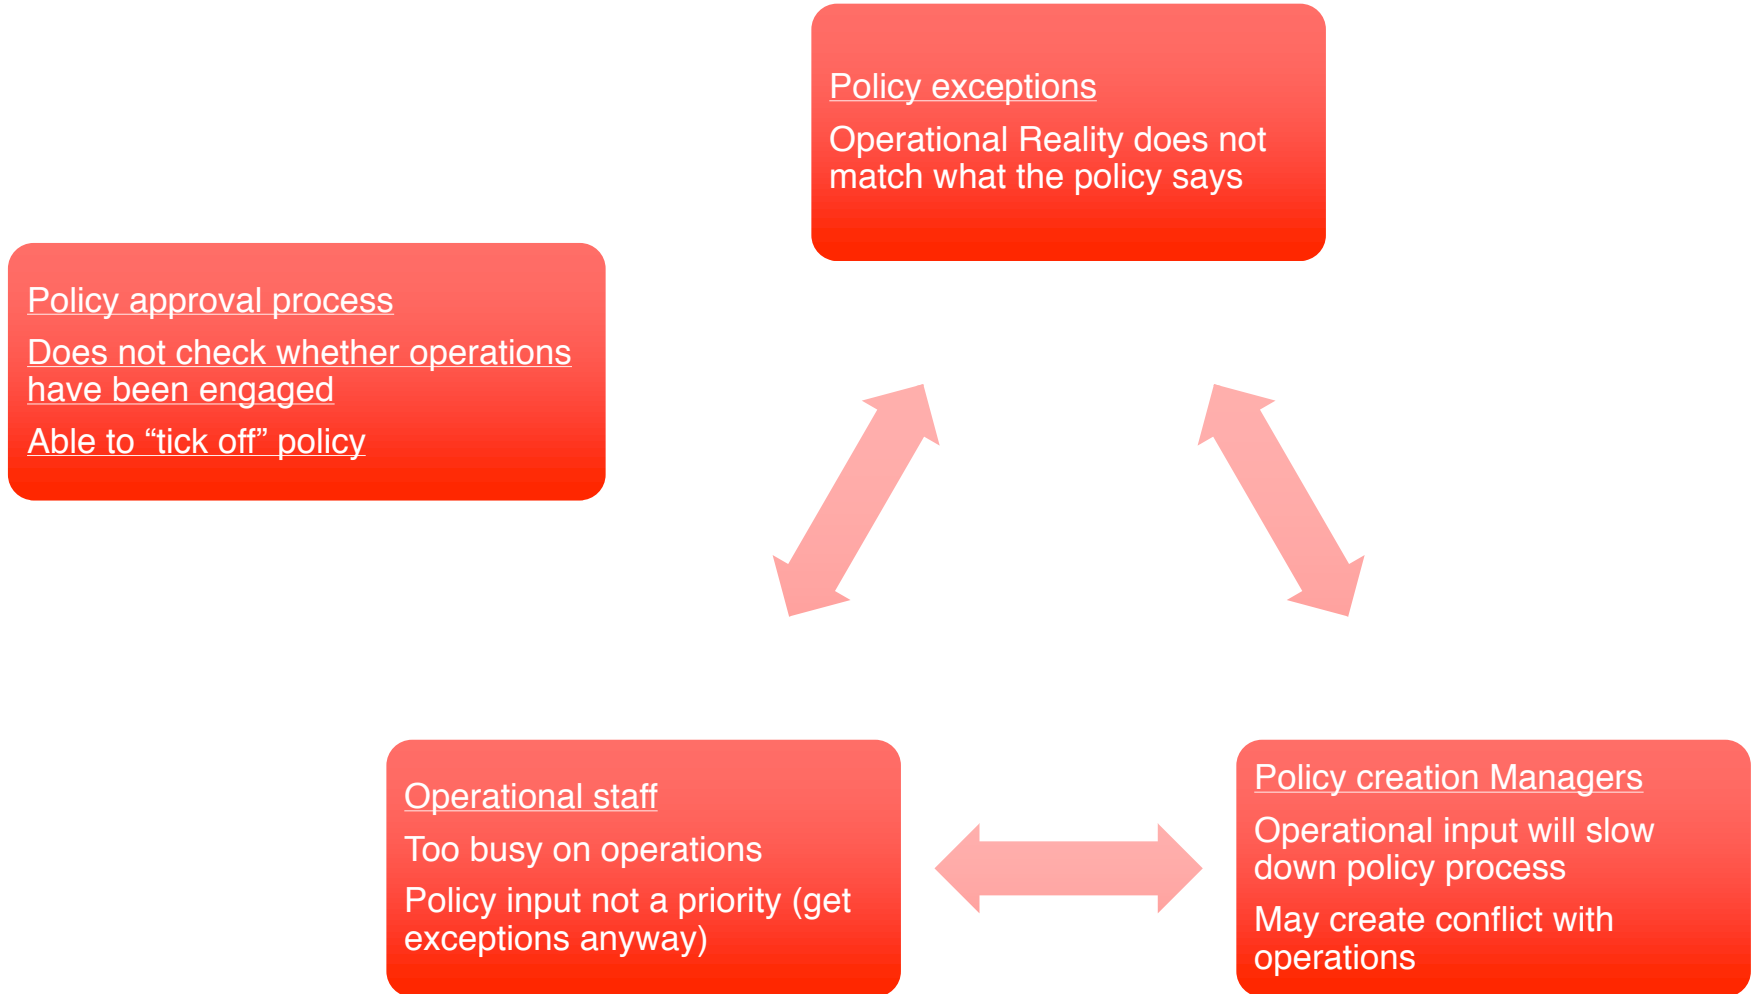 Policy exceptions
Operational Reality does not
match what the policy says
Policy approval process
Does not check whether operations
have been engaged
Able to “tick off” policy
Operational staff
Too busy on operations
Policy input not a priority (get
exceptions anyway)
Policy creation Managers
Operational input will slow
down policy process
May create conflict with
operations